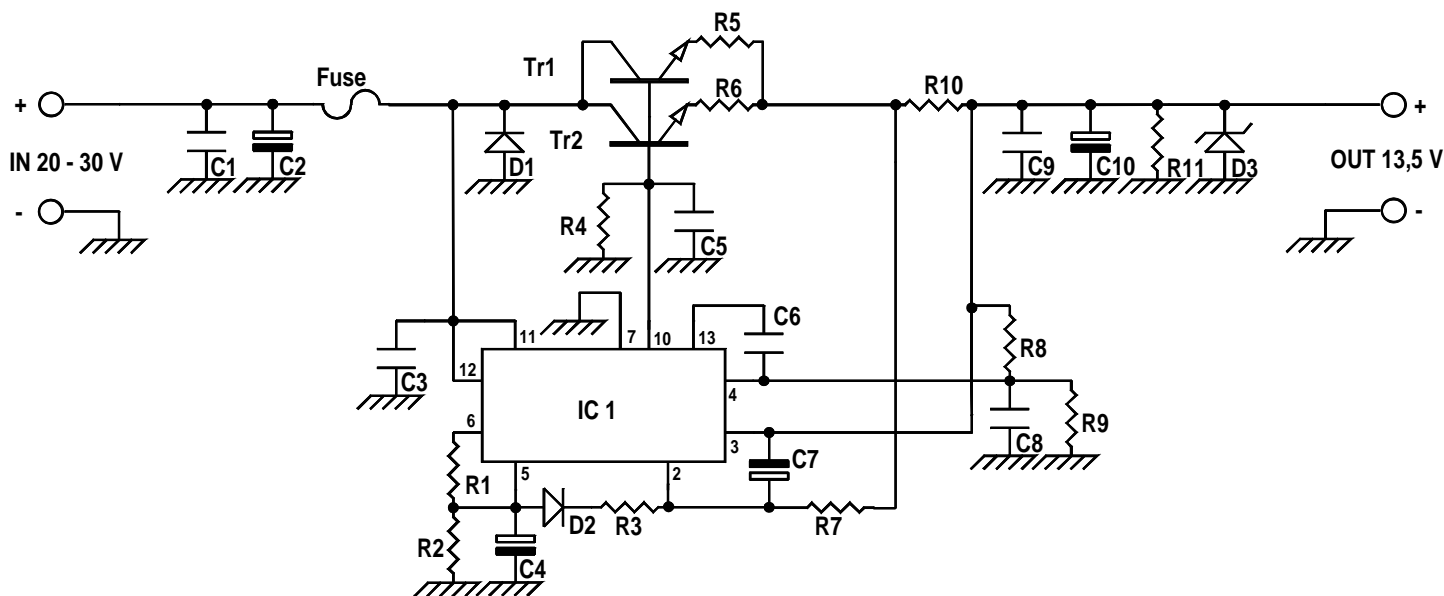 R5
Tr1
Fuse
R6
R10
+
+
Tr2
IN 20 - 30 V
C1
C2
D1
C9
C10
R11
D3
OUT 13,5 V
-
-
R4
C5
C6
11
7
10
13
R8
C3
12
4
IC 1
R9
6
3
C8
C7
R1
5
2
D2
R3
R7
R2
C4